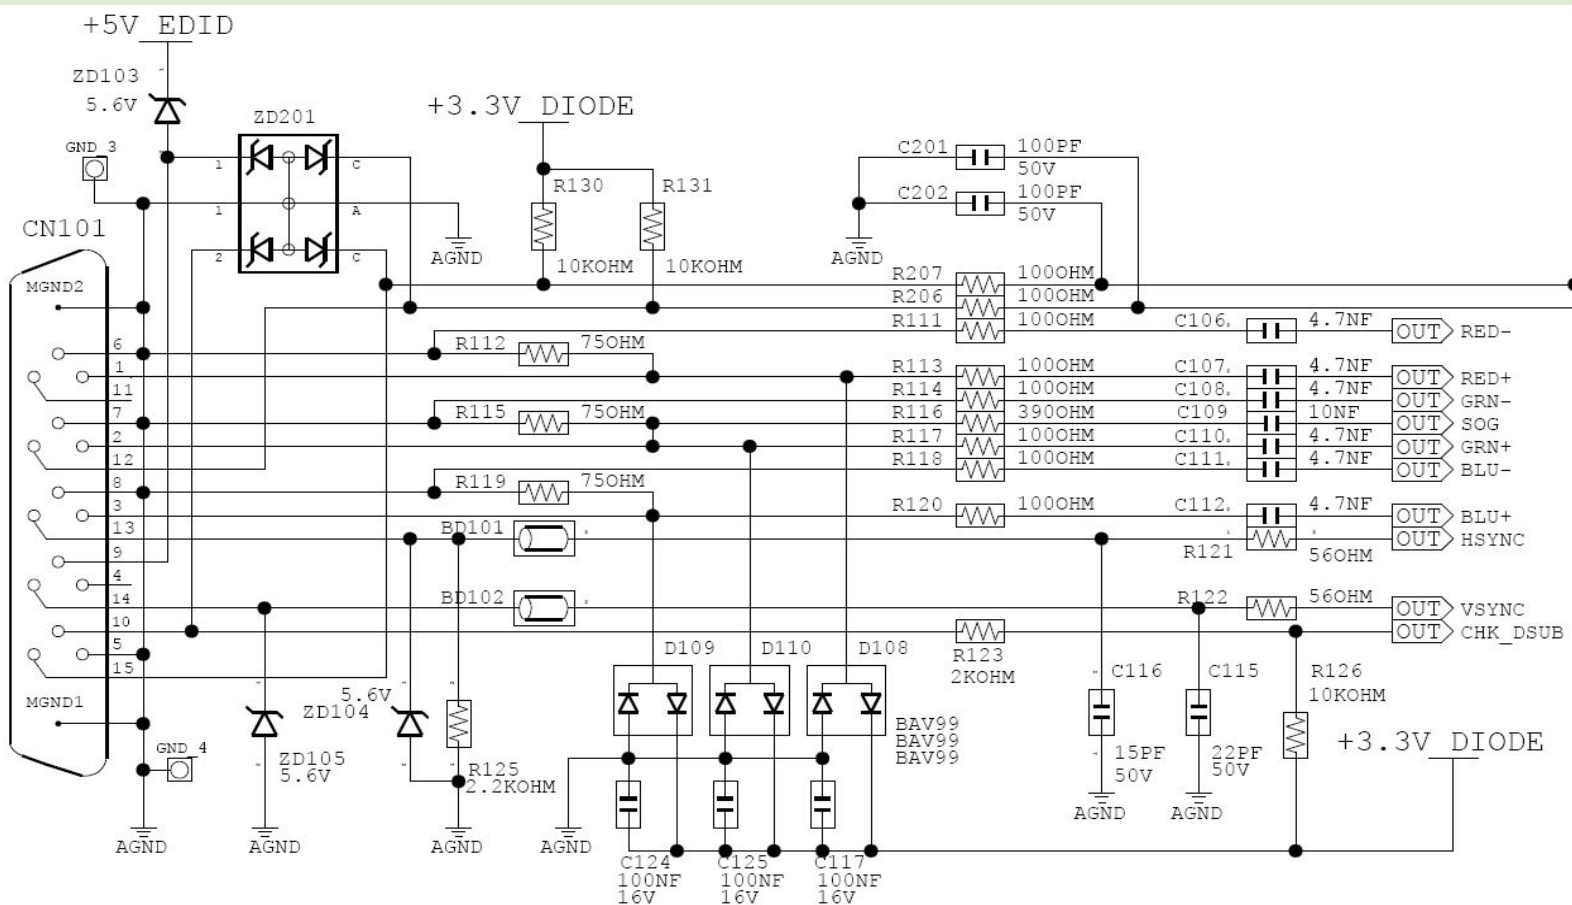 +5V EDID
ZD103
5.6V
ZD201
+3.3V DIODE
GND_3
1
C
C201
100PF
50V
R130
R131
C202
100PF
50V
1
A
CN101
AGND
AGND
2
C
10KOHM
10KOHM
MGND2
R207
100OHM
R206
100OHM
R111
100OHM
C106
4.7NF
OUT
RED-
6
R112
75OHM
1
R113
100OHM
C107
4.7NF
OUT
RED+
11
R114
100OHM
C108
4.7NF
OUT
GRN-
7
R115
75OHM
R116
390OHM
C109
10NF
OUT
SOG
2
R117
100OHM
C110
4.7NF
OUT
GRN+
12
R118
100OHM
C111
4.7NF
OUT
BLU-
8
R119
75OHM
3
R120
100OHM
C112
4.7NF
OUT
BLU+
13
BD101
R121
56OHM
OUT
HSYNC
9
4
14
BD102
R122
56OHM
OUT
VSYNC
10
OUT
CHK_DSUB
5
D109
D110
D108
R123
2KOHM
15
C116
C115
R126
10KOHM
MGND1
5.6V
ZD104
BAV99
BAV99
BAV99
+3.3V DIODE
GND_4
ZD105
5.6V
R125
2.2KOHM
15PF
50V
22PF
50V
AGND
AGND
AGND
AGND
AGND
AGND
C124
100NF
16V
C125
100NF
16V
C117
100NF
16V